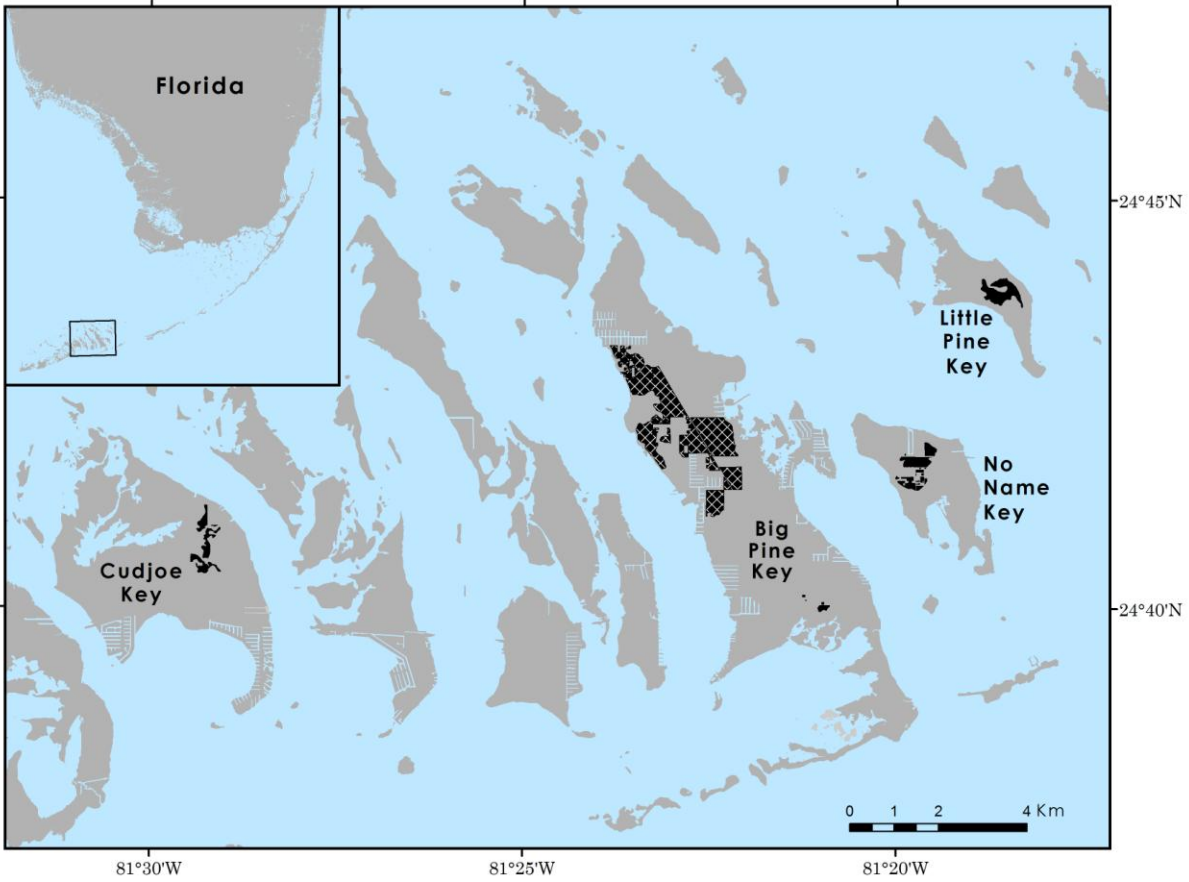 Florida
24°45'N
Little
Pine
Key
No
Name
Key
Big
Pine
Key
Cudjoe
Key
24°40'N
0 1 2 4 Km
81°30'W 81°25'W 81°20'W